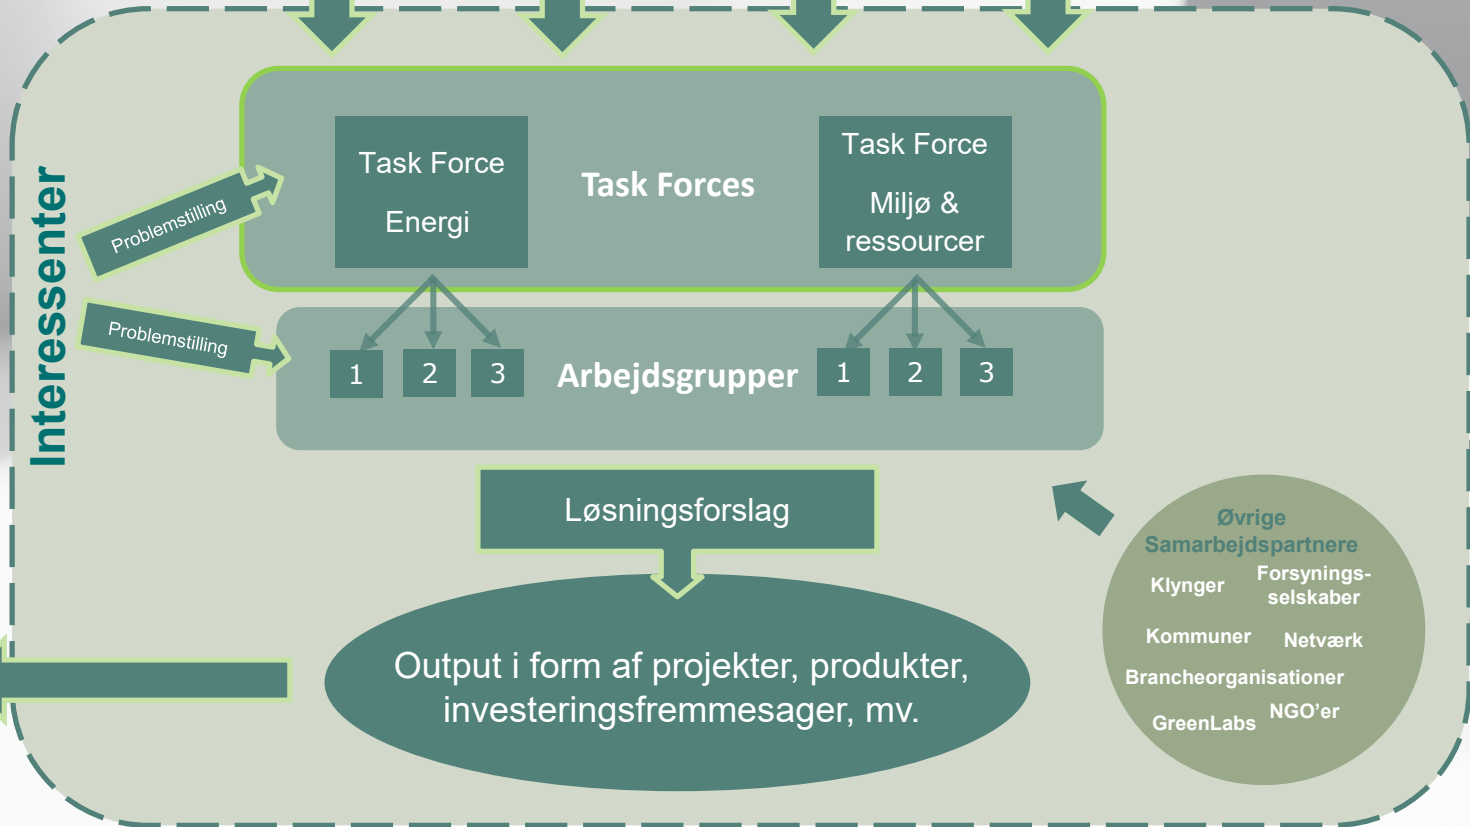 Interessenter
Problemstilling
Problemstilling
Task Force
Energi
Task Forces
Task Force
Miljø &
ressourcer
1
2
3
Arbejdsgrupper
1
2
3
Løsningsforslag
Output i form af projekter, produkter,
investeringsfremmesager, mv.
Øvrige
Samarbejdspartnere
Klynger
Forsynings-
selskaber
Kommuner
Netværk
Brancheorganisationer
GreenLabs
NGO’er